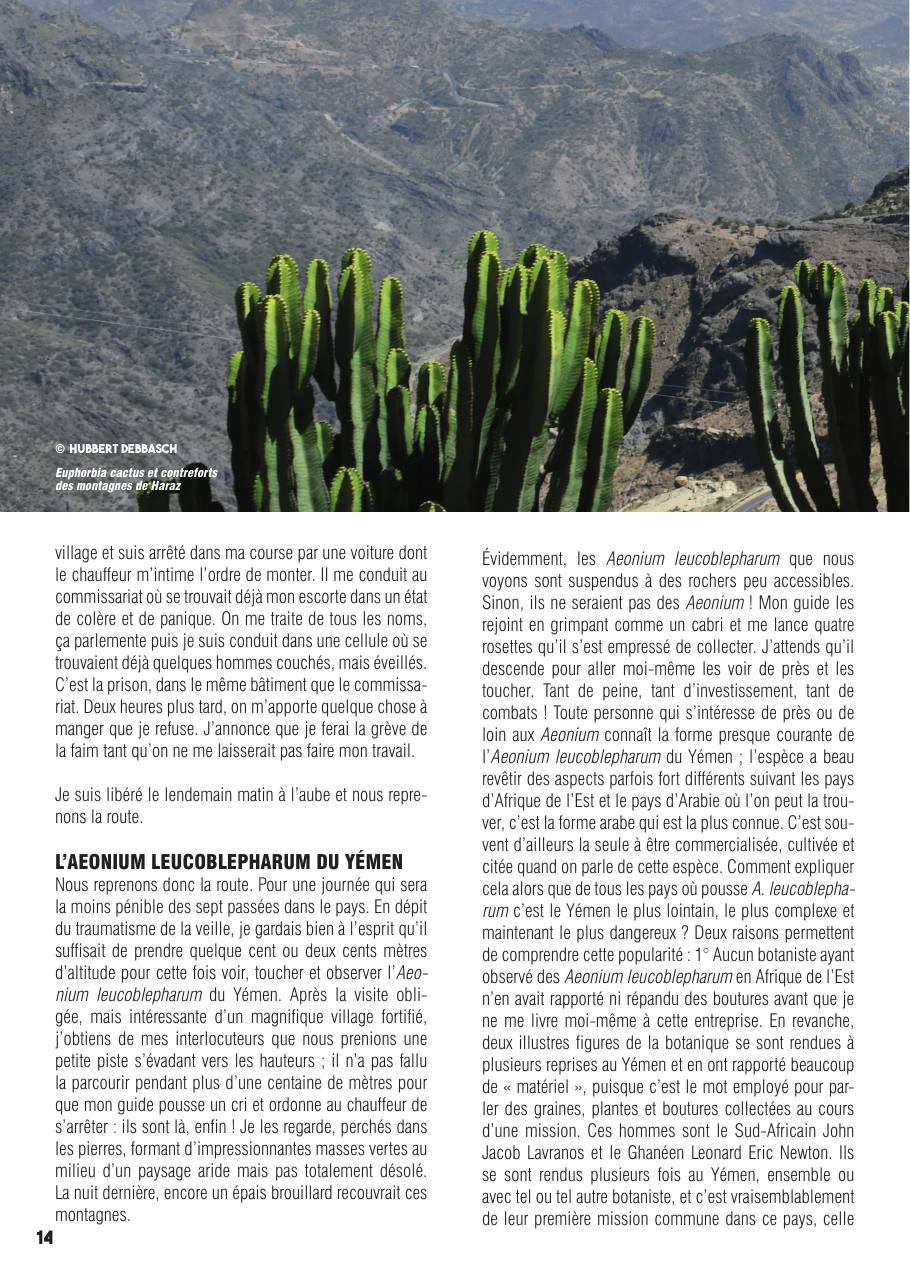 © HUBBERT DEBBASCH
Euphorbia cactus et contreforts
des montagnes de Haraz
village et suis arrêté dans ma course par une voiture dont
le chauffeur m’intime l’ordre de monter. Il me conduit au
commissariat où se trouvait déjà mon escorte dans un état
de colère et de panique. On me traite de tous les noms,
ça parlemente puis je suis conduit dans une cellule où se
trouvaient déjà quelques hommes couchés, mais éveillés.
C’est la prison, dans le même bâtiment que le commissa-
riat. Deux heures plus tard, on m’apporte quelque chose à
manger que je refuse. J’annonce que je ferai la grève de
la faim tant qu’on ne me laisserait pas faire mon travail.
Je suis libéré le lendemain matin à l’aube et nous repre-
nons la route.
L’AEONIUM LEUCOBLEPHARUM DU YÉMEN
Nous reprenons donc la route. Pour une journée qui sera
la moins pénible des sept passées dans le pays. En dépit
du traumatisme de la veille, je gardais bien à l’esprit qu’il
suffisait de prendre quelque cent ou deux cents mètres
d’altitude pour cette fois voir, toucher et observer l’Aeo-
nium leucoblepharum du Yémen. Après la visite obli-
gée, mais intéressante d’un magnifique village fortifié,
j’obtiens de mes interlocuteurs que nous prenions une
petite piste s’évadant vers les hauteurs ; il n’a pas fallu
la parcourir pendant plus d’une centaine de mètres pour
que mon guide pousse un cri et ordonne au chauffeur de
s’arrêter : ils sont là, enfin ! Je les regarde, perchés dans
les pierres, formant d’impressionnantes masses vertes au
milieu d’un paysage aride mais pas totalement désolé.
La nuit dernière, encore un épais brouillard recouvrait ces
montagnes.
Évidemment, les Aeonium leucoblepharum que nous
voyons sont suspendus à des rochers peu accessibles.
Sinon, ils ne seraient pas des Aeonium ! Mon guide les
rejoint en grimpant comme un cabri et me lance quatre
rosettes qu’il s’est empressé de collecter. J’attends qu’il
descende pour aller moi-même les voir de près et les
toucher. Tant de peine, tant d’investissement, tant de
combats ! Toute personne qui s’intéresse de près ou de
loin aux Aeonium connaît la forme presque courante de
l’Aeonium leucoblepharum du Yémen ; l’espèce a beau
revêtir des aspects parfois fort différents suivant les pays
d’Afrique de l’Est et le pays d’Arabie où l’on peut la trou-
ver, c’est la forme arabe qui est la plus connue. C’est sou-
vent d’ailleurs la seule à être commercialisée, cultivée et
citée quand on parle de cette espèce. Comment expliquer
cela alors que de tous les pays où pousse A. leucoblepha-
rum c’est le Yémen le plus lointain, le plus complexe et
maintenant le plus dangereux ? Deux raisons permettent
de comprendre cette popularité : 1° Aucun botaniste ayant
observé des Aeonium leucoblepharum en Afrique de l’Est
n’en avait rapporté ni répandu des boutures avant que je
ne me livre moi-même à cette entreprise. En revanche,
deux illustres figures de la botanique se sont rendues à
plusieurs reprises au Yémen et en ont rapporté beaucoup
de « matériel », puisque c’est le mot employé pour par-
ler des graines, plantes et boutures collectées au cours
d’une mission. Ces hommes sont le Sud-Africain John
Jacob Lavranos et le Ghanéen Leonard Eric Newton. Ils
se sont rendus plusieurs fois au Yémen, ensemble ou
avec tel ou tel autre botaniste, et c’est vraisemblablement
de leur première mission commune dans ce pays, celle
14